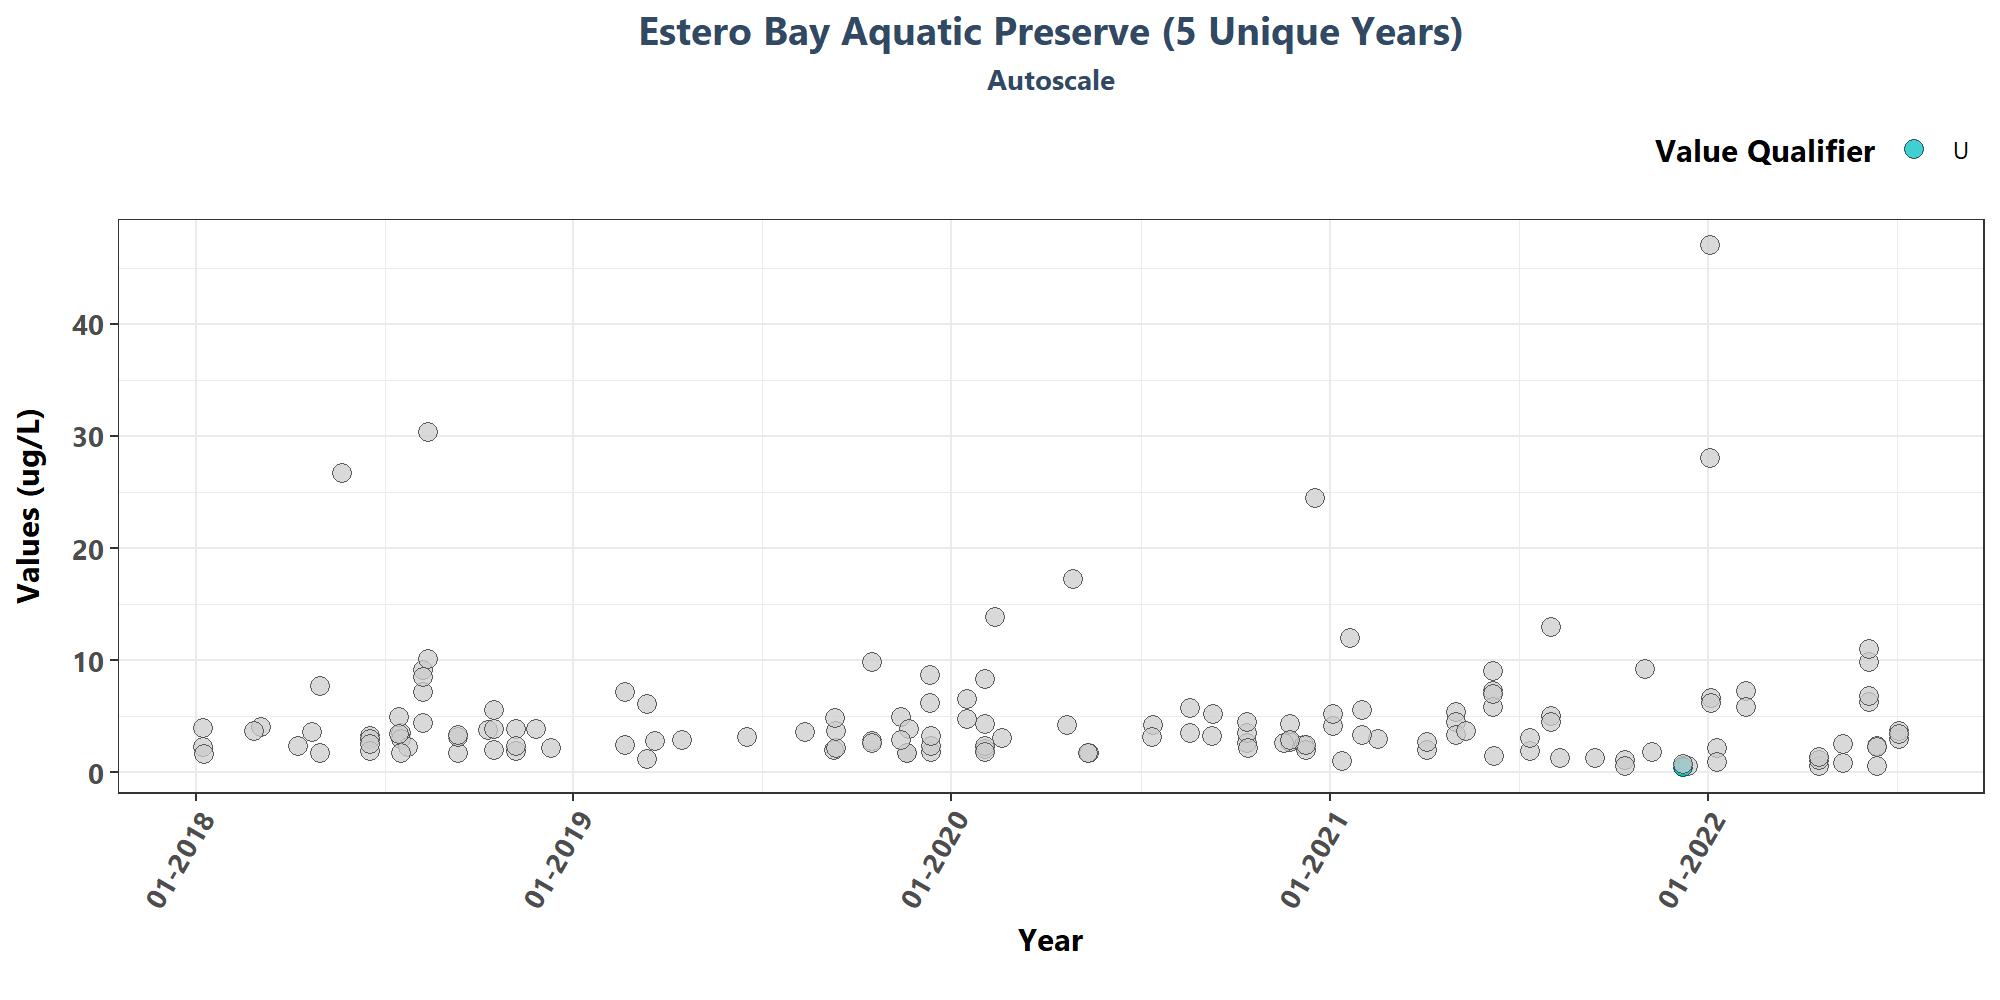 Estero Bay Aquatic Preserve (5 Unique Years)
Autoscale
Value Qualifier U
Values (ug/L)
40
30
20
10
0
01-2018 01-2019 01-2020 01-2021 01-2022
Year